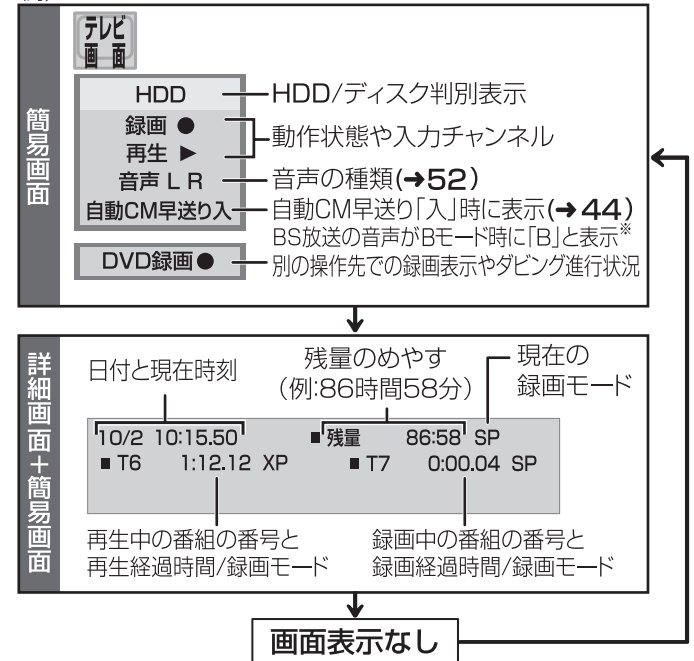 簡易画面
テレビ
画面
HDD
HDD/ディスク判別表示
録画 ●
再生 ▶
動作状態や入力チャンネル
音声 L R
音声の種類(➔52)
自動CM早送り入
自動CM早送り「入」時に表示(➔44)
BS放送の音声がBモード時に「B」と表示※
DVD録画●
別の操作先での録画表示やダビング進行状況
詳細画面+簡易画面
日付と現在時刻
残量のめやす
(例:86時間58分)
現在の
録画モード
10/2 10:15.50 ■残量 86:58 SP
■ T6 1:12.12 XP ■ T7 0:00.04 SP
再生中の番組の番号と
再生経過時間/録画モード
録画中の番組の番号と
録画経過時間/録画モード
画面表示なし